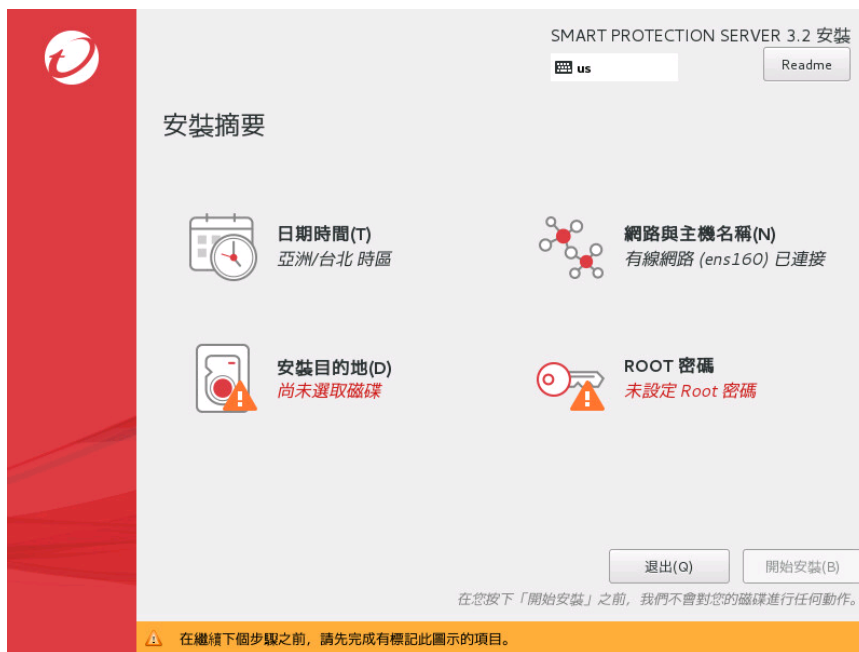 SMART PROTECTION SERVER 3.2 安裝
us
Readme
安裝摘要
日期時間(T)
亞洲/台北 時區
網路與主機名稱(N)
有線網路 (ens160) 已連接
安裝目的地(D)
尚未選取磁碟
ROOT 密碼
未設定 Root 密碼
退出(Q)
開始安裝(B)
在您按下「開始安裝」之前，我們不會對您的磁碟進行任何動作。
在繼續下個步驟之前，請先完成有標記此圖示的項目。